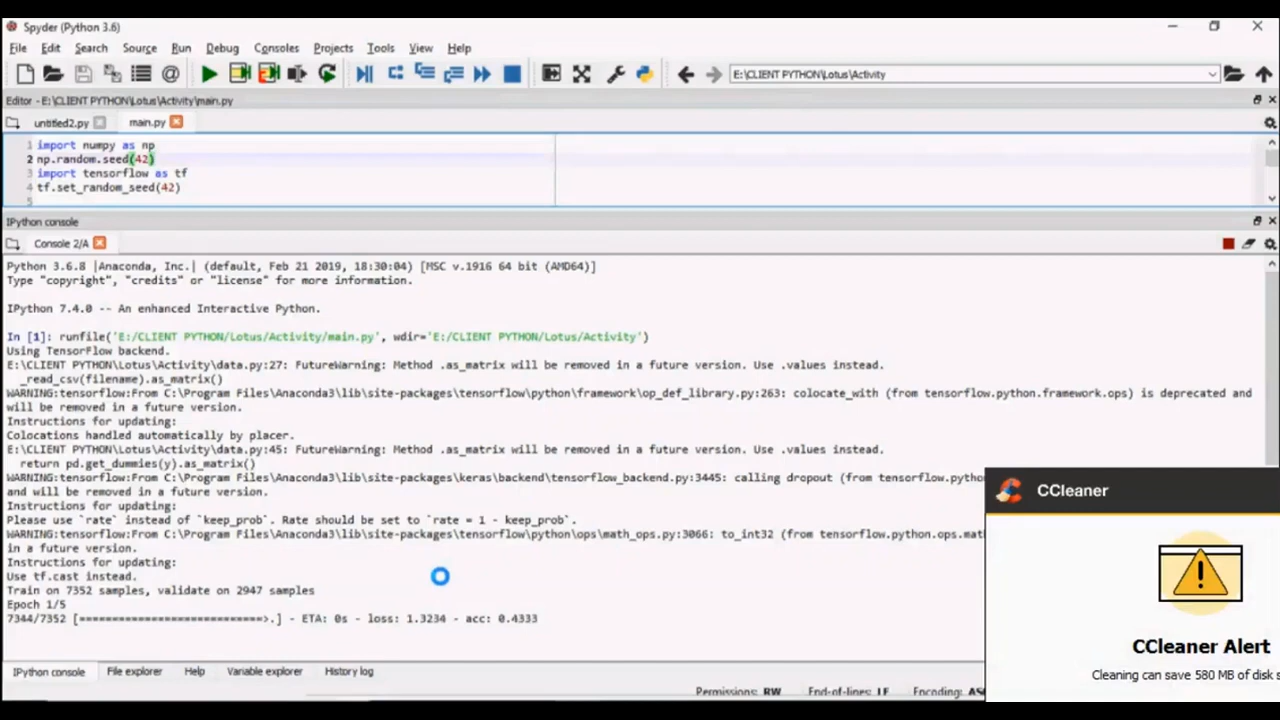 Spyder (Python 3.6)
File Edit Search Source Run Debug Consoles Projects Tools View Help
E:\CLIENT PYTHON\Lotus\Activity
Editor - E:\CLIENT PYTHON\Lotus\Activity\main.py
untitled2.py main.py
1 import numpy as np
2 np.random.seed(42)
3 import tensorflow as tf
4 tf.set_random_seed(42)
5
IPython console
Console 2/A
Python 3.6.8 |Anaconda, Inc.| (default, Feb 21 2019, 18:30:04) [MSC v.1916 64 bit (AMD64)]
Type "copyright", "credits" or "license" for more information.
IPython 7.4.0 -- An enhanced Interactive Python.
In [1]: runfile('E:/CLIENT PYTHON/Lotus/Activity/main.py', wdir='E:/CLIENT PYTHON/Lotus/Activity')
Using TensorFlow backend.
E:\CLIENT PYTHON\Lotus\Activity\data.py:27: FutureWarning: Method .as_matrix will be removed in a future version. Use .values instead.
_read_csv(filename).as_matrix()
WARNING:tensorflow:From C:\Program Files\Anaconda3\lib\site-packages\tensorflow\python\framework\op_def_library.py:263: colocate_with (from tensorflow.python.framework.ops) is deprecated and
will be removed in a future version.
Instructions for updating:
Colocations handled automatically by placer.
E:\CLIENT PYTHON\Lotus\Activity\data.py:45: FutureWarning: Method .as_matrix will be removed in a future version. Use .values instead.
return pd.get_dummies(y).as_matrix()
WARNING:tensorflow:From C:\Program Files\Anaconda3\lib\site-packages\keras\backend\tensorflow_backend.py:3445: calling dropout (from tensorflow.python
and will be removed in a future version.
Instructions for updating:
Please use `rate` instead of `keep_prob`. Rate should be set to `rate = 1 - keep_prob`.
WARNING:tensorflow:From C:\Program Files\Anaconda3\lib\site-packages\tensorflow\python\ops\math_ops.py:3066: to_int32 (from tensorflow.python.ops.mat
in a future version.
Instructions for updating:
Use tf.cast instead.
Train on 7352 samples, validate on 2947 samples
Epoch 1/5
7344/7352 [============================>.] - ETA: 0s - loss: 1.3234 - acc: 0.4333
CCleaner
CCleaner Alert
Cleaning can save 580 MB of disk s
IPython console File explorer Help Variable explorer History log
Permissions: RW End-of-lines: LF Encoding: AS